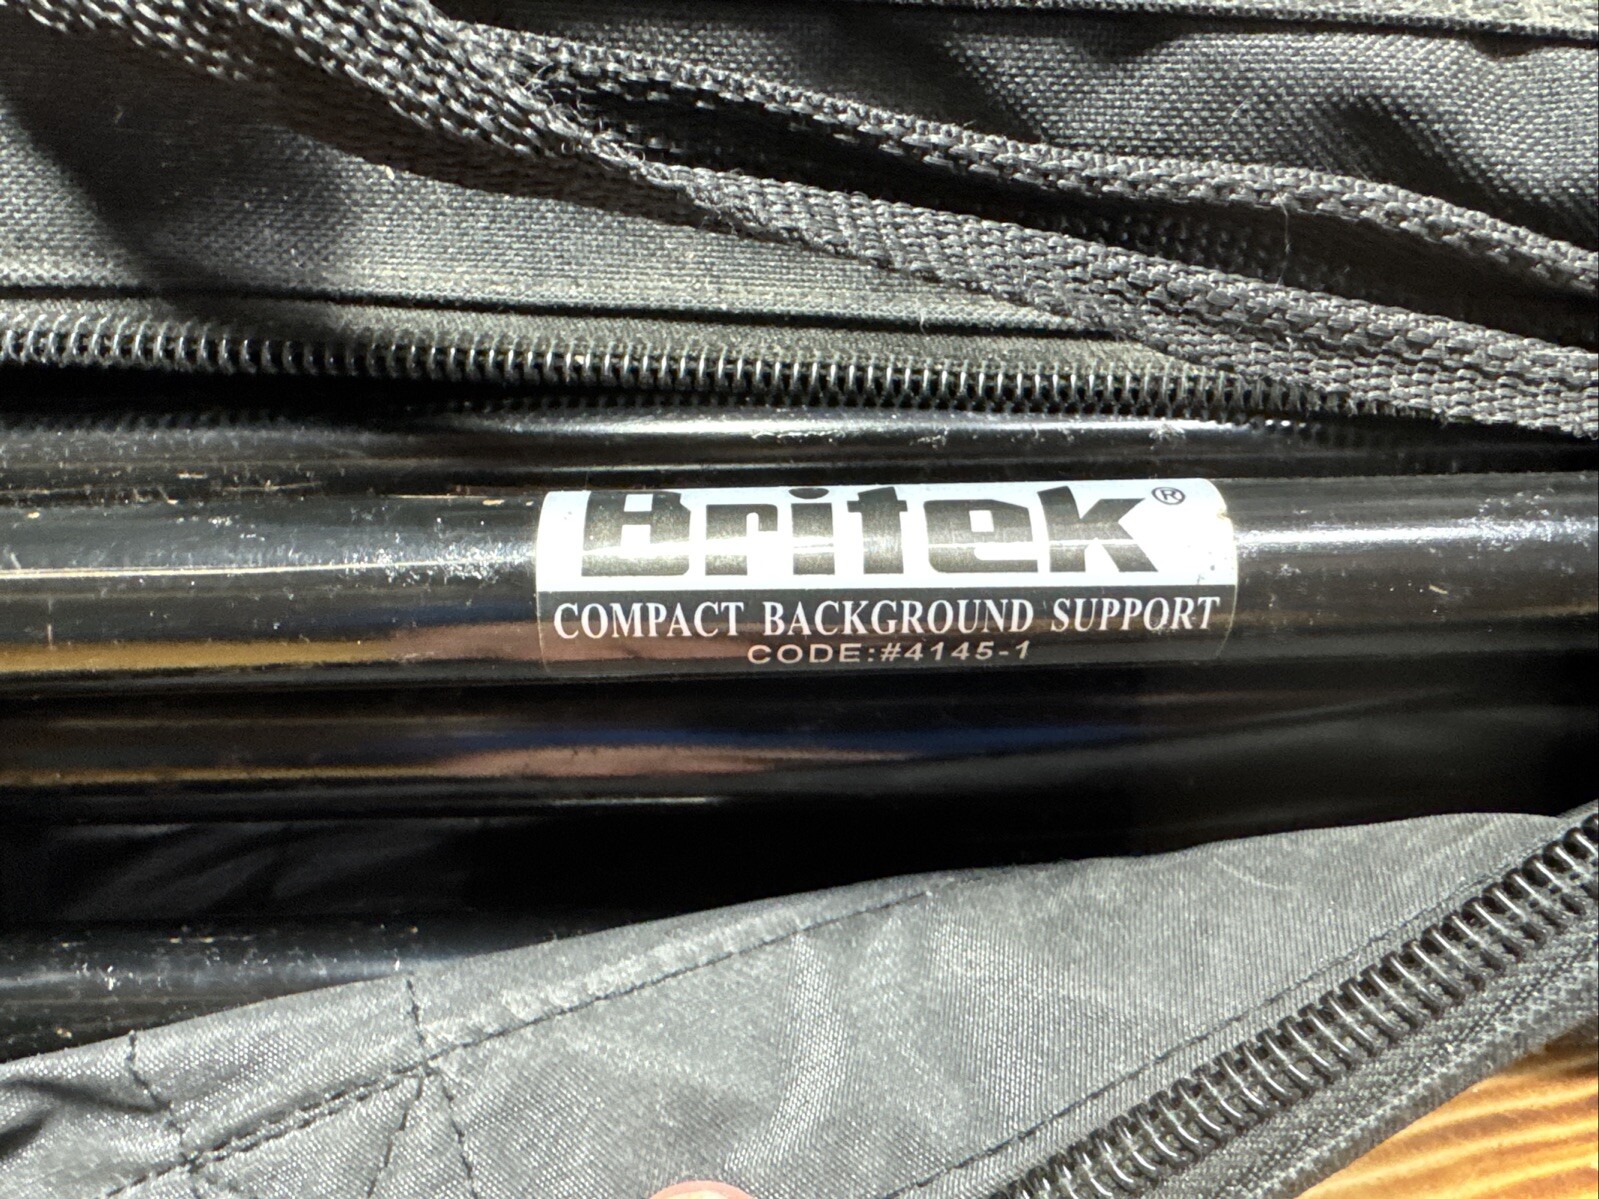 Britek®
COMPACT BACKGROUND SUPPORT
CODE:#4145-1